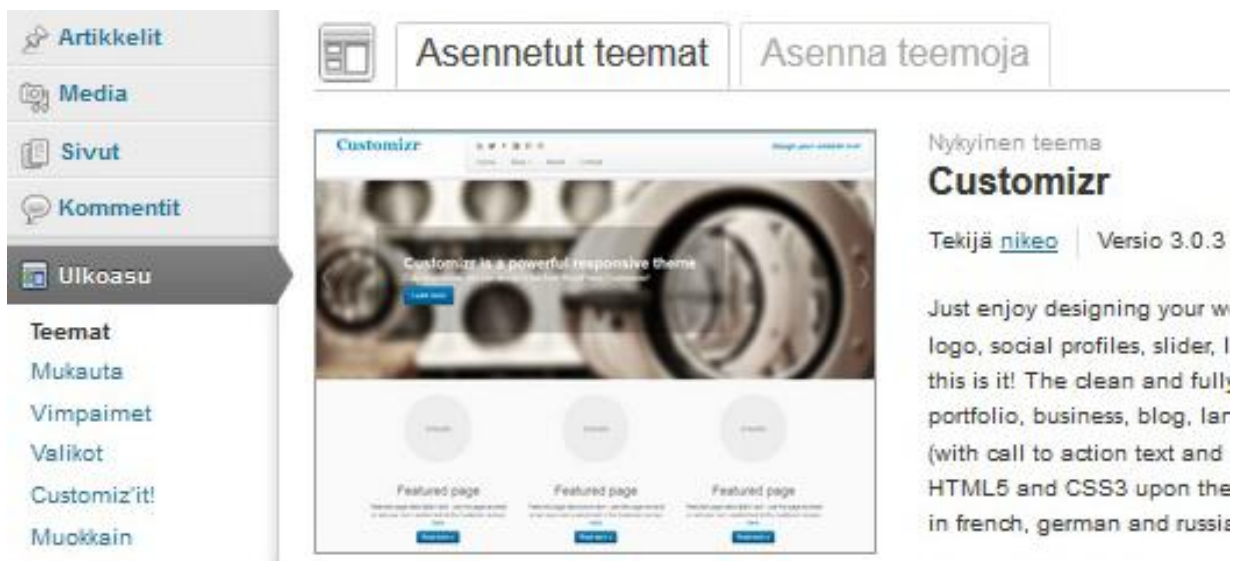 Artikkelit
Media
Sivut
Kommentit
Ulkoasu
Teemat
Mukauta
Vimpaimet
Valikot
Customiz'it!
Muokkain
Asennetut teemat
Asenna teemoja
Customizr
Customizr is a powerful responsive theme
Featured page
Featured page
Featured page
Nykyinen teema
Customizr
Tekijä nikeo
Versio 3.0.3
Just enjoy designing your w
logo, social profiles, slider, l
this is it! The clean and fully
portfolio, business, blog, lan
(with call to action text and
HTML5 and CSS3 upon the
in french, german and russia